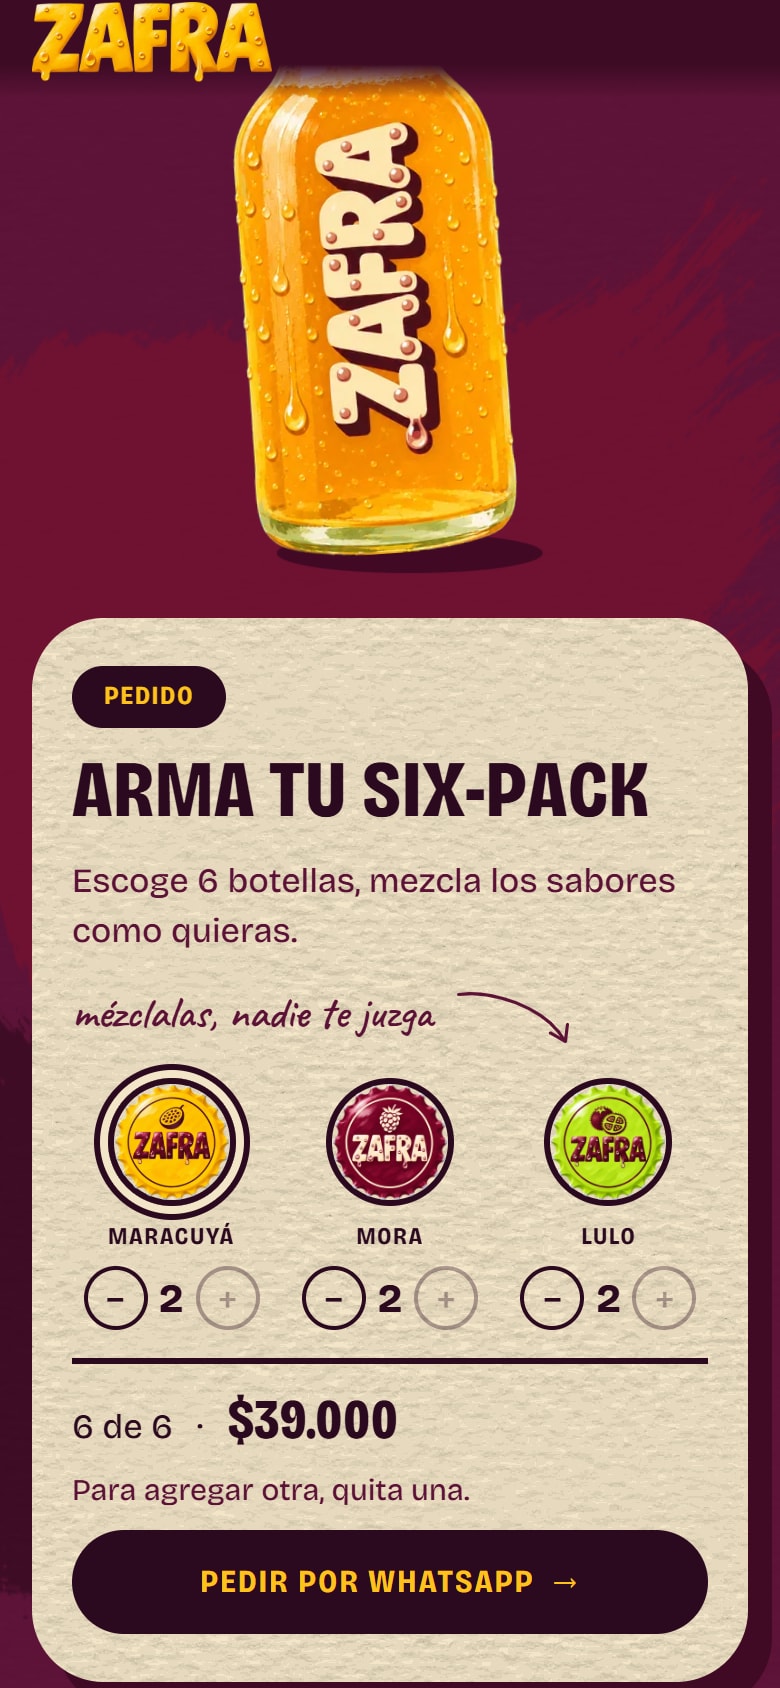 ZAFRA
ZAFRA
PEDIDO
ARMA TU SIX-PACK
Escoge 6 botellas, mezcla los sabores
como quieras.
mézclalas, nadie te juzga
ZAFRA ZAFRA ZAFRA
MARACUYÁ MORA LULO
− 2 + − 2 + − 2 +
6 de 6 · $39.000
Para agregar otra, quita una.
PEDIR POR WHATSAPP →